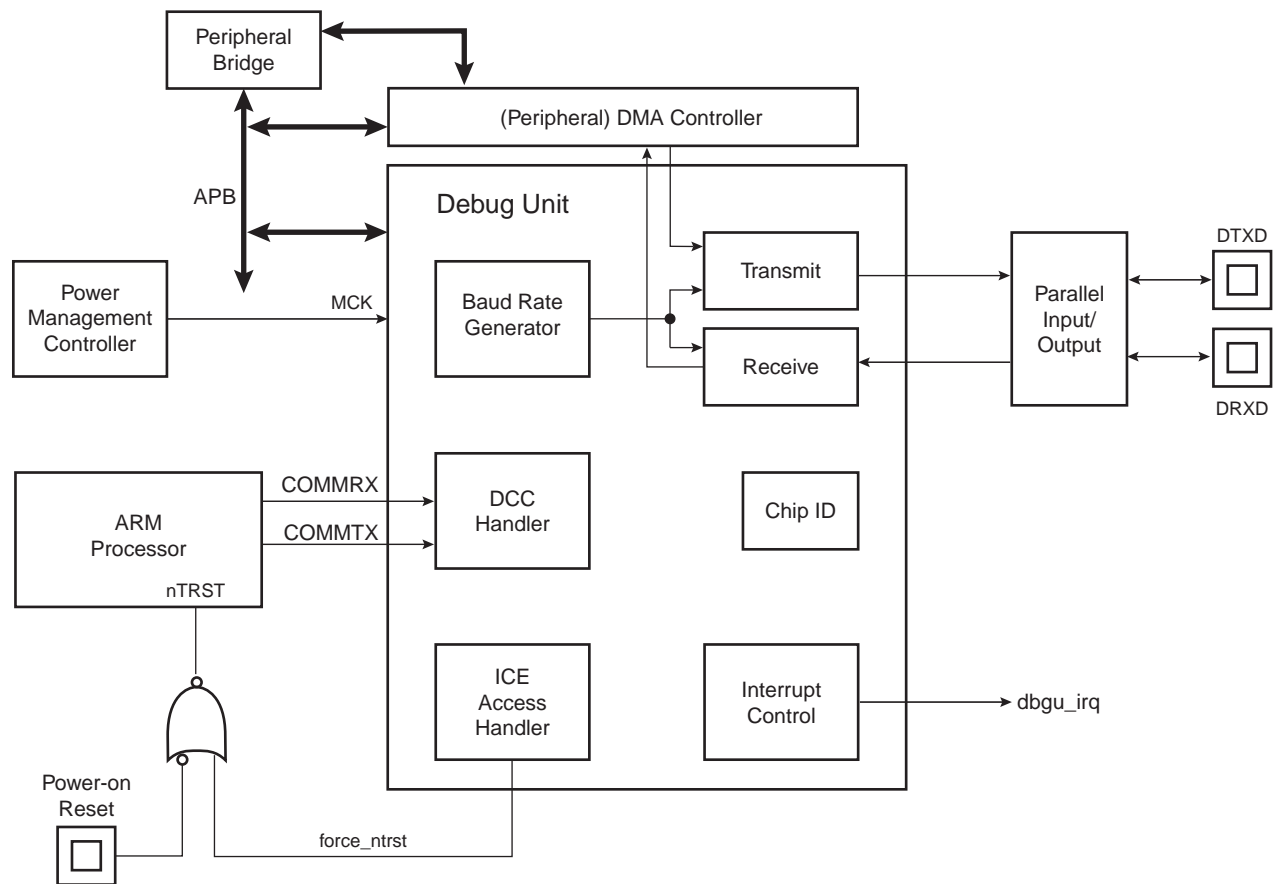 Peripheral
Bridge
(Peripheral) DMA Controller
APB
Debug Unit
DTXD
Power
Management
Controller
MCK
Baud Rate
Generator
Transmit
Receive
Parallel
Input/
Output
DRXD
ARM
Processor
nTRST
COMMRX
COMMTX
DCC
Handler
Chip ID
ICE
Access
Handler
Interrupt
Control
dbgu_irq
Power-on
Reset
force_ntrst